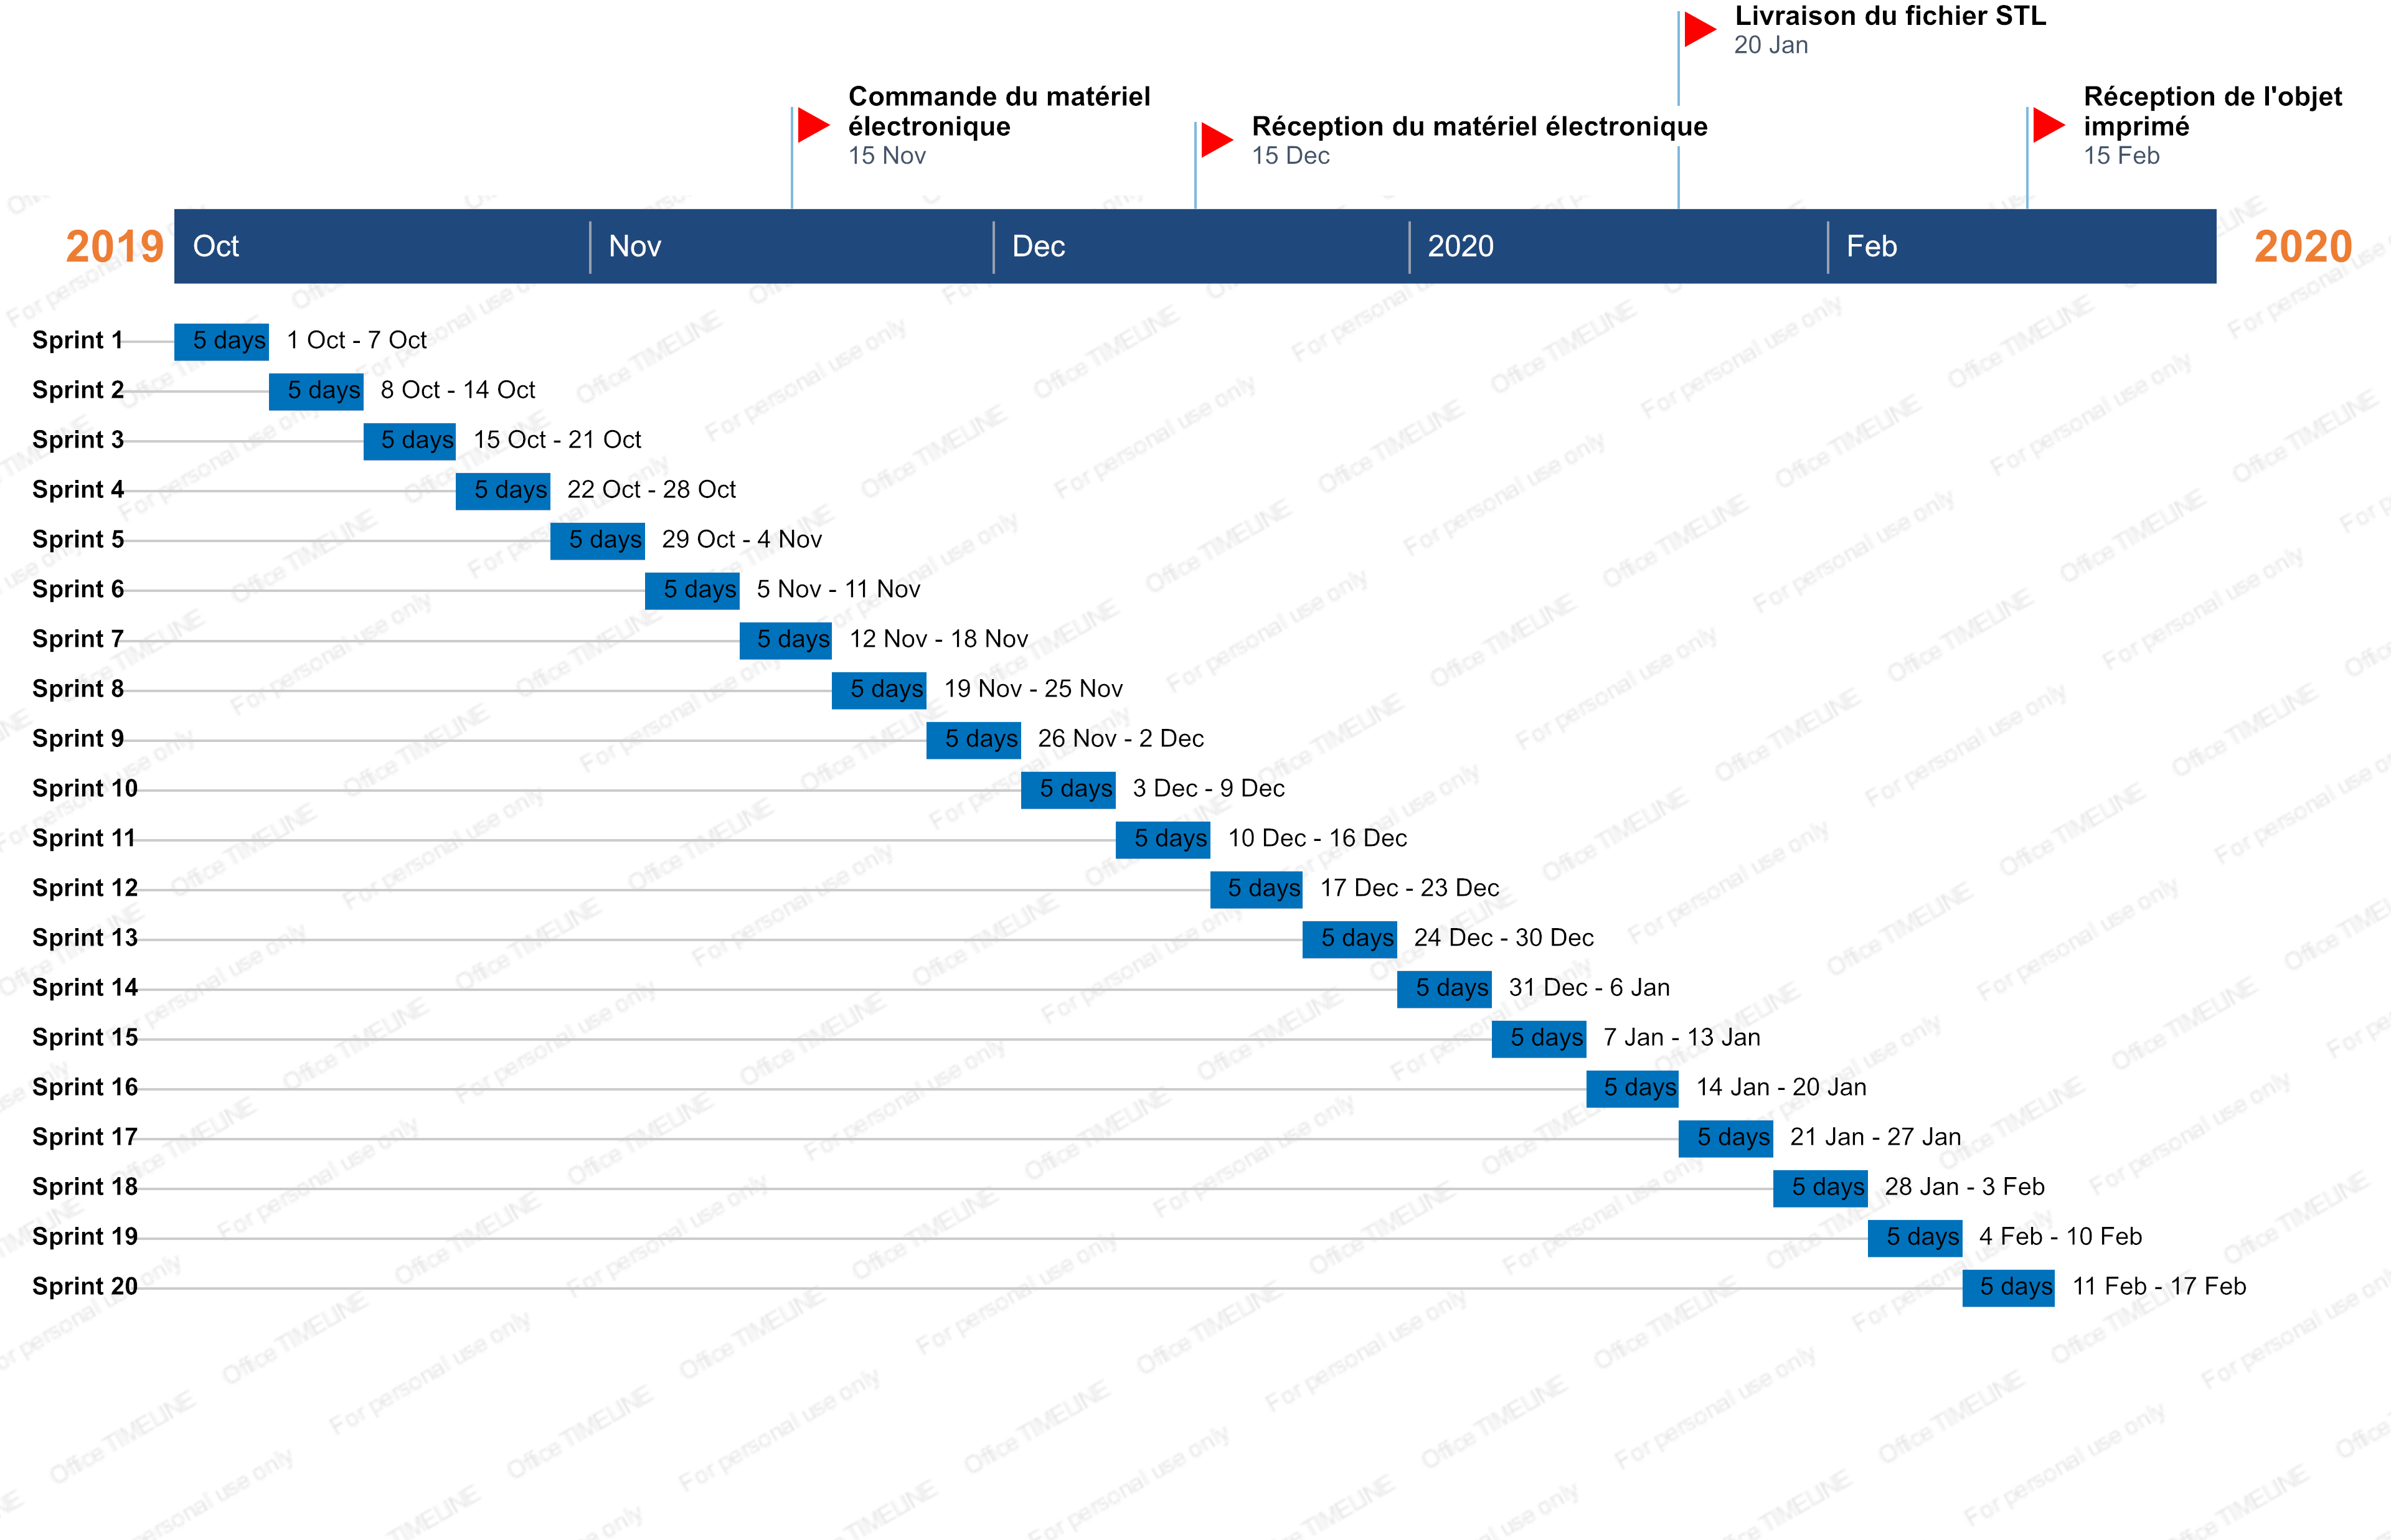 Livraison du fichier STL
20 Jan
Commande du matériel
électronique
15 Nov
Réception du matériel électronique
15 Dec
Réception de l'objet
imprimé
15 Feb
2019 Oct Nov Dec 2020 Feb 2020
Sprint 1 5 days 1 Oct - 7 Oct
Sprint 2 5 days 8 Oct - 14 Oct
Sprint 3 5 days 15 Oct - 21 Oct
Sprint 4 5 days 22 Oct - 28 Oct
Sprint 5 5 days 29 Oct - 4 Nov
Sprint 6 5 days 5 Nov - 11 Nov
Sprint 7 5 days 12 Nov - 18 Nov
Sprint 8 5 days 19 Nov - 25 Nov
Sprint 9 5 days 26 Nov - 2 Dec
Sprint 10 5 days 3 Dec - 9 Dec
Sprint 11 5 days 10 Dec - 16 Dec
Sprint 12 5 days 17 Dec - 23 Dec
Sprint 13 5 days 24 Dec - 30 Dec
Sprint 14 5 days 31 Dec - 6 Jan
Sprint 15 5 days 7 Jan - 13 Jan
Sprint 16 5 days 14 Jan - 20 Jan
Sprint 17 5 days 21 Jan - 27 Jan
Sprint 18 5 days 28 Jan - 3 Feb
Sprint 19 5 days 4 Feb - 10 Feb
Sprint 20 5 days 11 Feb - 17 Feb
Office TIMELINE For personal use only